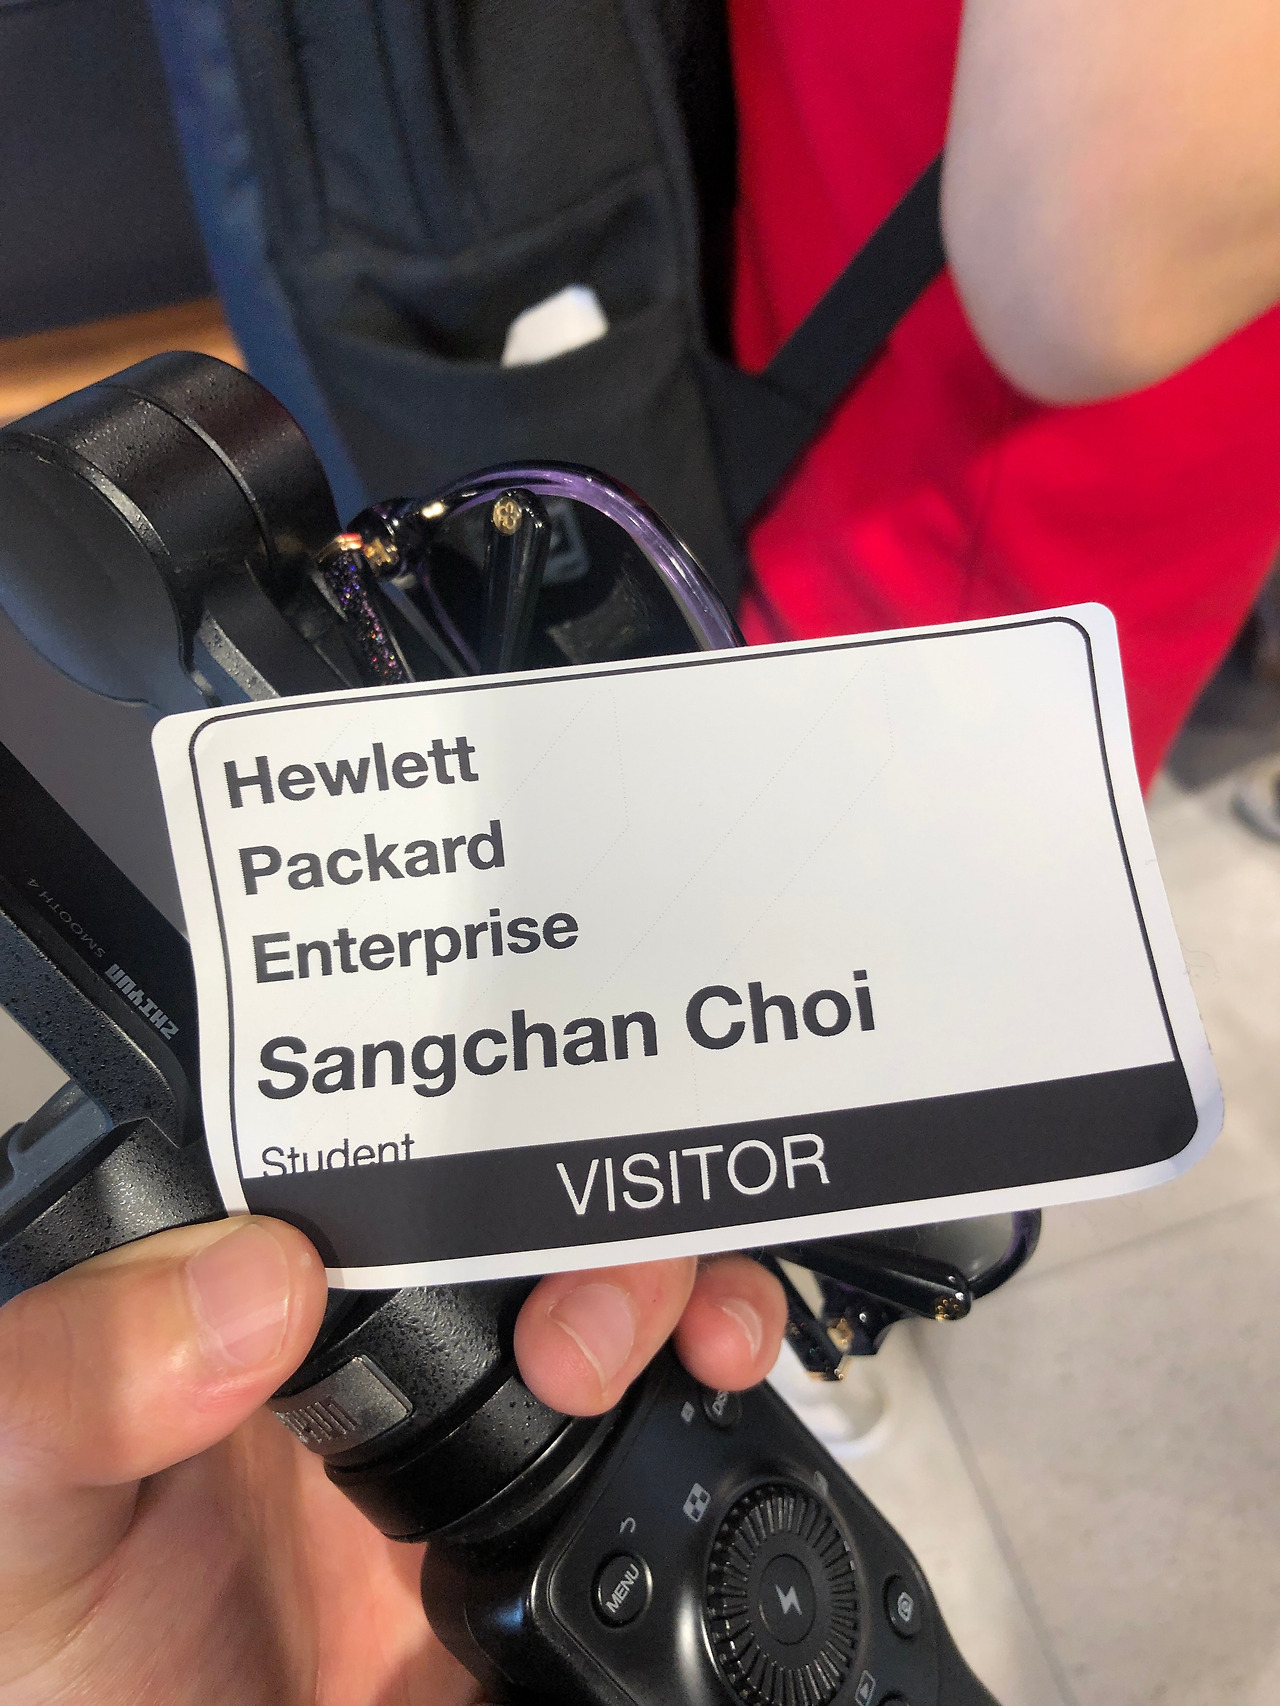 Hewlett
Packard
Enterprise
Sangchan Choi
Student
VISITOR
ZHIYUN SMOOTH 4
MENU